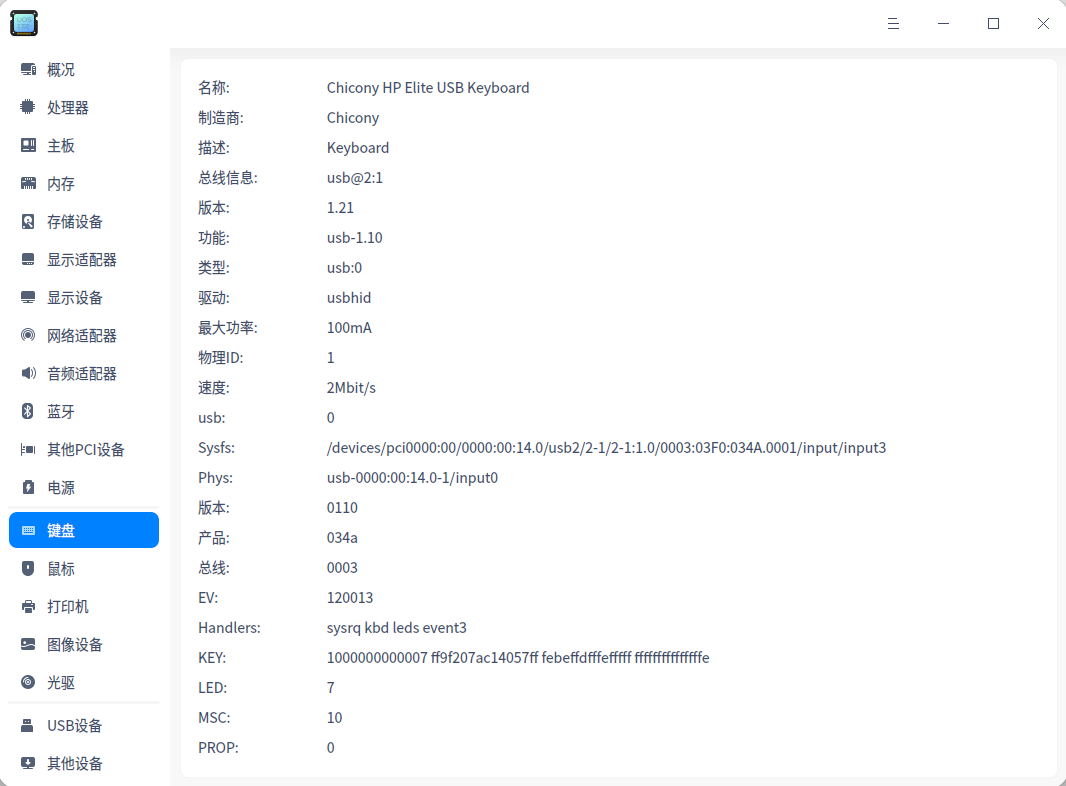 概况
处理器
主板
内存
存储设备
显示适配器
显示设备
网络适配器
音频适配器
蓝牙
其他PCI设备
电源
键盘
鼠标
打印机
图像设备
光驱
USB设备
其他设备
名称: Chicony HP Elite USB Keyboard
制造商: Chicony
描述: Keyboard
总线信息: usb@2:1
版本: 1.21
功能: usb-1.10
类型: usb:0
驱动: usbhid
最大功率: 100mA
物理ID: 1
速度: 2Mbit/s
usb: 0
Sysfs: /devices/pci0000:00/0000:00:14.0/usb2/2-1/2-1:1.0/0003:03F0:034A.0001/input/input3
Phys: usb-0000:00:14.0-1/input0
版本: 0110
产品: 034a
总线: 0003
EV: 120013
Handlers: sysrq kbd leds event3
KEY: 1000000000007 ff9f207ac14057ff febeffdfffefffff fffffffffffffffe
LED: 7
MSC: 10
PROP: 0